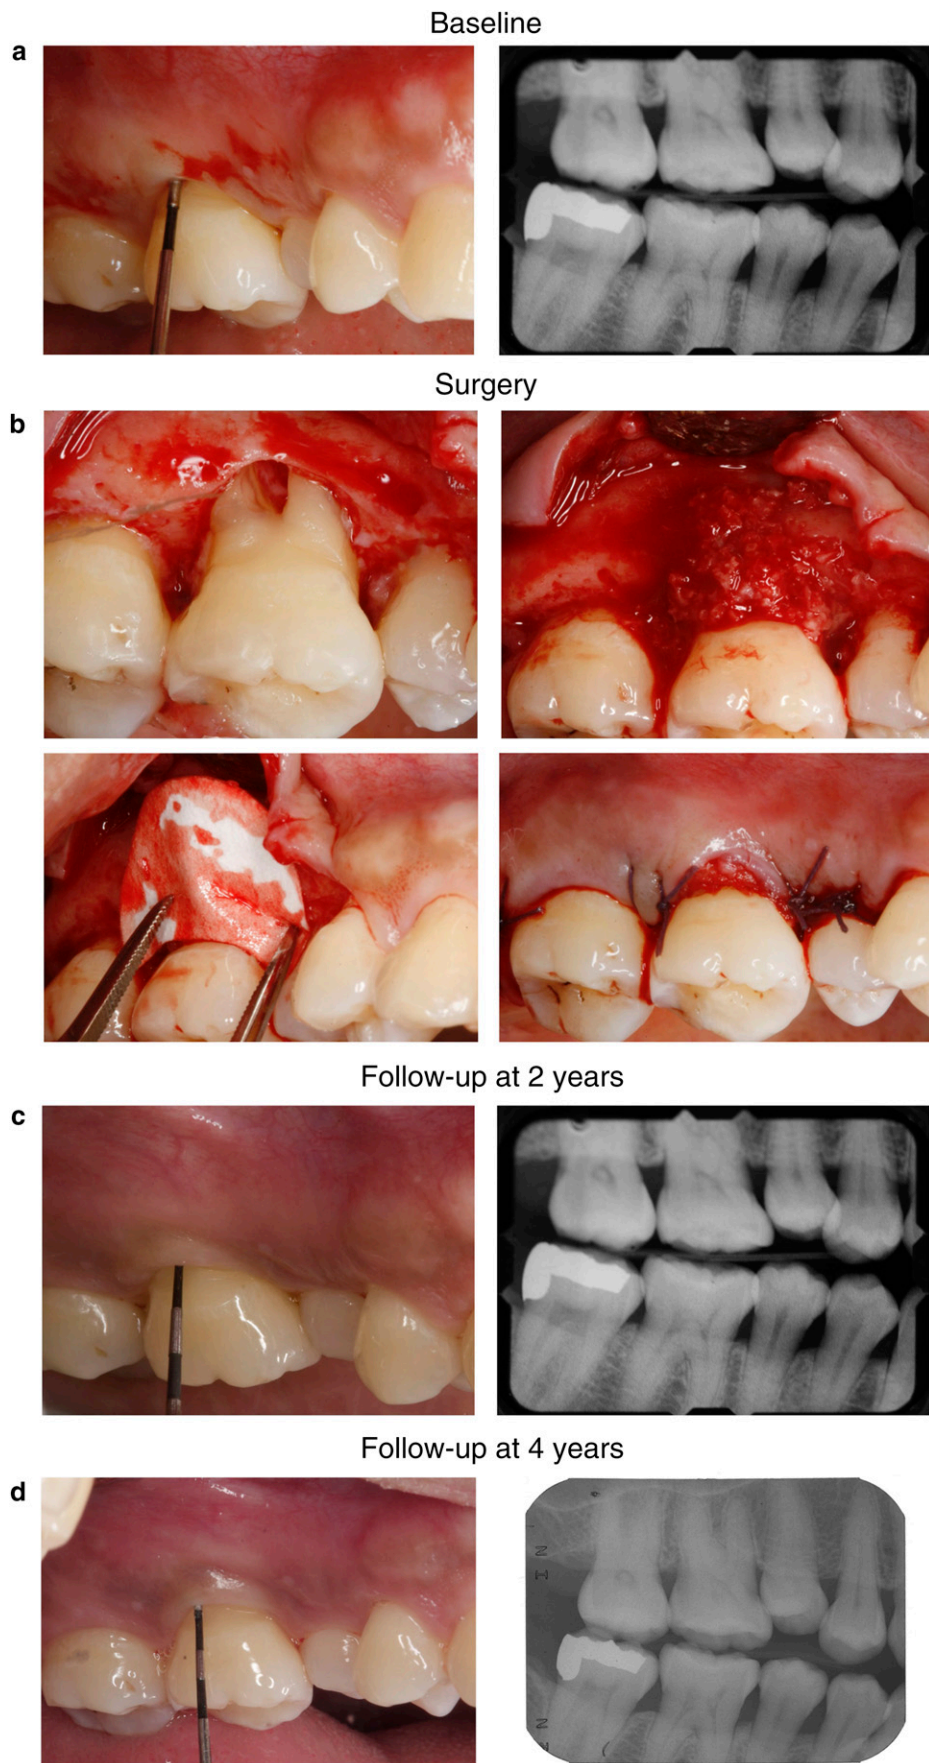 Baseline
a
Surgery
b
Follow-up at 2 years
c
Follow-up at 4 years
d